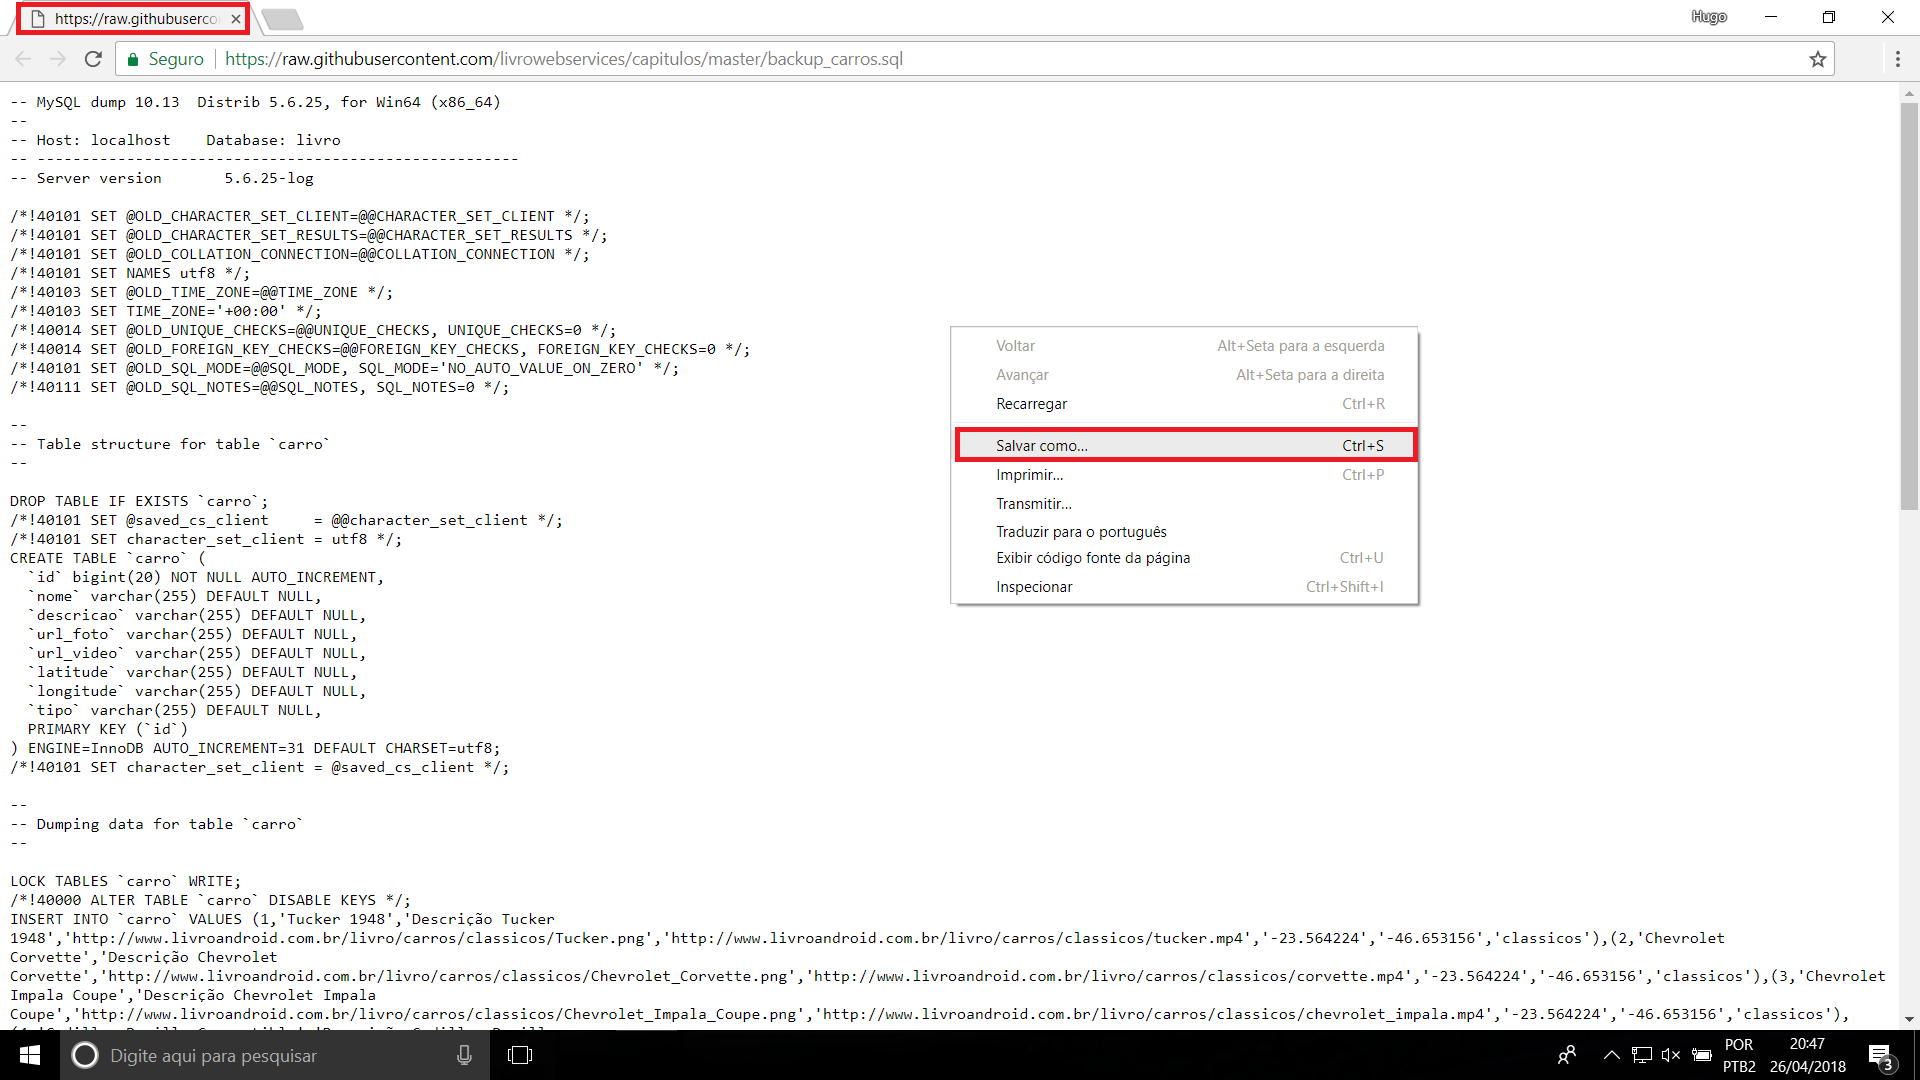 https://raw.githubuserco
Hugo
Seguro
https://raw.githubusercontent.com/livrowebservices/capitulos/master/backup_carros.sql
-- MySQL dump 10.13  Distrib 5.6.25, for Win64 (x86_64)
--
-- Host: localhost    Database: livro
-- ------------------------------------------------------
-- Server version       5.6.25-log
/*!40101 SET @OLD_CHARACTER_SET_CLIENT=@@CHARACTER_SET_CLIENT */;
/*!40101 SET @OLD_CHARACTER_SET_RESULTS=@@CHARACTER_SET_RESULTS */;
/*!40101 SET @OLD_COLLATION_CONNECTION=@@COLLATION_CONNECTION */;
/*!40101 SET NAMES utf8 */;
/*!40103 SET @OLD_TIME_ZONE=@@TIME_ZONE */;
/*!40103 SET TIME_ZONE='+00:00' */;
/*!40014 SET @OLD_UNIQUE_CHECKS=@@UNIQUE_CHECKS, UNIQUE_CHECKS=0 */;
/*!40014 SET @OLD_FOREIGN_KEY_CHECKS=@@FOREIGN_KEY_CHECKS, FOREIGN_KEY_CHECKS=0 */;
/*!40101 SET @OLD_SQL_MODE=@@SQL_MODE, SQL_MODE='NO_AUTO_VALUE_ON_ZERO' */;
/*!40111 SET @OLD_SQL_NOTES=@@SQL_NOTES, SQL_NOTES=0 */;
--
-- Table structure for table `carro`
--
DROP TABLE IF EXISTS `carro`;
/*!40101 SET @saved_cs_client     = @@character_set_client */;
/*!40101 SET character_set_client = utf8 */;
CREATE TABLE `carro` (
  `id` bigint(20) NOT NULL AUTO_INCREMENT,
  `nome` varchar(255) DEFAULT NULL,
  `descricao` varchar(255) DEFAULT NULL,
  `url_foto` varchar(255) DEFAULT NULL,
  `url_video` varchar(255) DEFAULT NULL,
  `latitude` varchar(255) DEFAULT NULL,
  `longitude` varchar(255) DEFAULT NULL,
  `tipo` varchar(255) DEFAULT NULL,
  PRIMARY KEY (`id`)
) ENGINE=InnoDB AUTO_INCREMENT=31 DEFAULT CHARSET=utf8;
/*!40101 SET character_set_client = @saved_cs_client */;
--
-- Dumping data for table `carro`
--
LOCK TABLES `carro` WRITE;
/*!40000 ALTER TABLE `carro` DISABLE KEYS */;
INSERT INTO `carro` VALUES (1,'Tucker 1948','Descrição Tucker
1948','http://www.livroandroid.com.br/livro/carros/classicos/Tucker.png','http://www.livroandroid.com.br/livro/carros/classicos/tucker.mp4','-23.564224','-46.653156','classicos'),(2,'Chevrolet
Corvette','Descrição Chevrolet
Corvette','http://www.livroandroid.com.br/livro/carros/classicos/Chevrolet_Corvette.png','http://www.livroandroid.com.br/livro/carros/classicos/corvette.mp4','-23.564224','-46.653156','classicos'),(3,'Chevrolet
Impala Coupe','Descrição Chevrolet Impala
Coupe','http://www.livroandroid.com.br/livro/carros/classicos/Chevrolet_Impala_Coupe.png','http://www.livroandroid.com.br/livro/carros/classicos/chevrolet_impala.mp4','-23.564224','-46.653156','classicos'),
Voltar Alt+Seta para a esquerda
Avançar Alt+Seta para a direita
Recarregar Ctrl+R
Salvar como... Ctrl+S
Imprimir... Ctrl+P
Transmitir...
Traduzir para o português
Exibir código fonte da página Ctrl+U
Inspecionar Ctrl+Shift+I
Digite aqui para pesquisar
POR
PTB2
20:47
26/04/2018
3